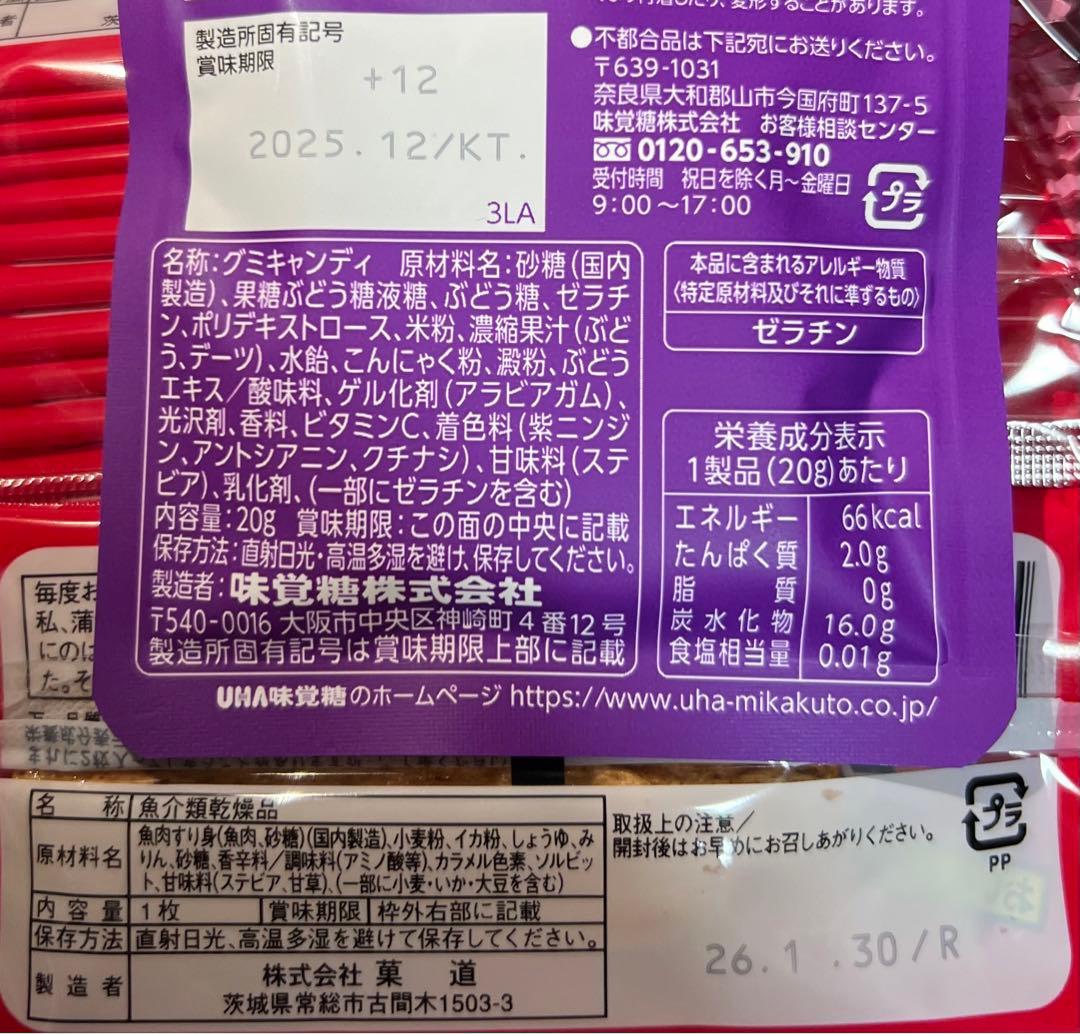 変形することがあります。
製造所固有記号
賞味期限
+12
2025.12/KT.
3LA
●不都合品は下記宛にお送りください。
〒639-1031
奈良県大和郡山市今国府町137-5
味覚糖株式会社 お客様相談センター
0120-653-910
受付時間 祝日を除く月～金曜日
9:00～17:00
プラ
名称:グミキャンディ 原材料名:砂糖(国内
製造)、果糖ぶどう糖液糖、ぶどう糖、ゼラチ
ン、ポリデキストロース、米粉、濃縮果汁(ぶど
う、デーツ)、水飴、こんにゃく粉、澱粉、ぶどう
エキス/酸味料、ゲル化剤(アラビアガム)、
光沢剤、香料、ビタミンC、着色料(紫ニンジ
ン、アントシアニン、クチナシ)、甘味料(ステ
ビア)、乳化剤、(一部にゼラチンを含む)
内容量:20g 賞味期限:この面の中央に記載
保存方法:直射日光・高温多湿を避け、保存してください。
製造者:味覚糖株式会社
〒540-0016 大阪市中央区神崎町4番12号
製造所固有記号は賞味期限上部に記載
本品に含まれるアレルギー物質
〈特定原材料及びそれに準ずるもの〉
ゼラチン
栄養成分表示
1製品(20g)あたり
エネルギー 66kcal
たんぱく質 2.0g
脂質 0g
炭水化物 16.0g
食塩相当量 0.01g
UHA味覚糖のホームページ https://www.uha-mikakuto.co.jp/
毎度お
私、蒲
にのは
た。そ
名称 魚介類乾燥品
原材料名 魚肉すり身(魚肉、砂糖)(国内製造)、小麦粉、イカ粉、しょうゆ、み
りん、砂糖、香辛料/調味料(アミノ酸等)、カラメル色素、ソルビッ
ト、甘味料(ステビア、甘草)、(一部に小麦・いか・大豆を含む)
内容量 1枚 賞味期限 枠外右部に記載
保存方法 直射日光、高温多湿を避けて保存してください。
製造者 株式会社 菓道
茨城県常総市古間木1503-3
取扱上の注意/
開封後はお早めにお召しあがりください。
プラ
PP
26.1.30/R